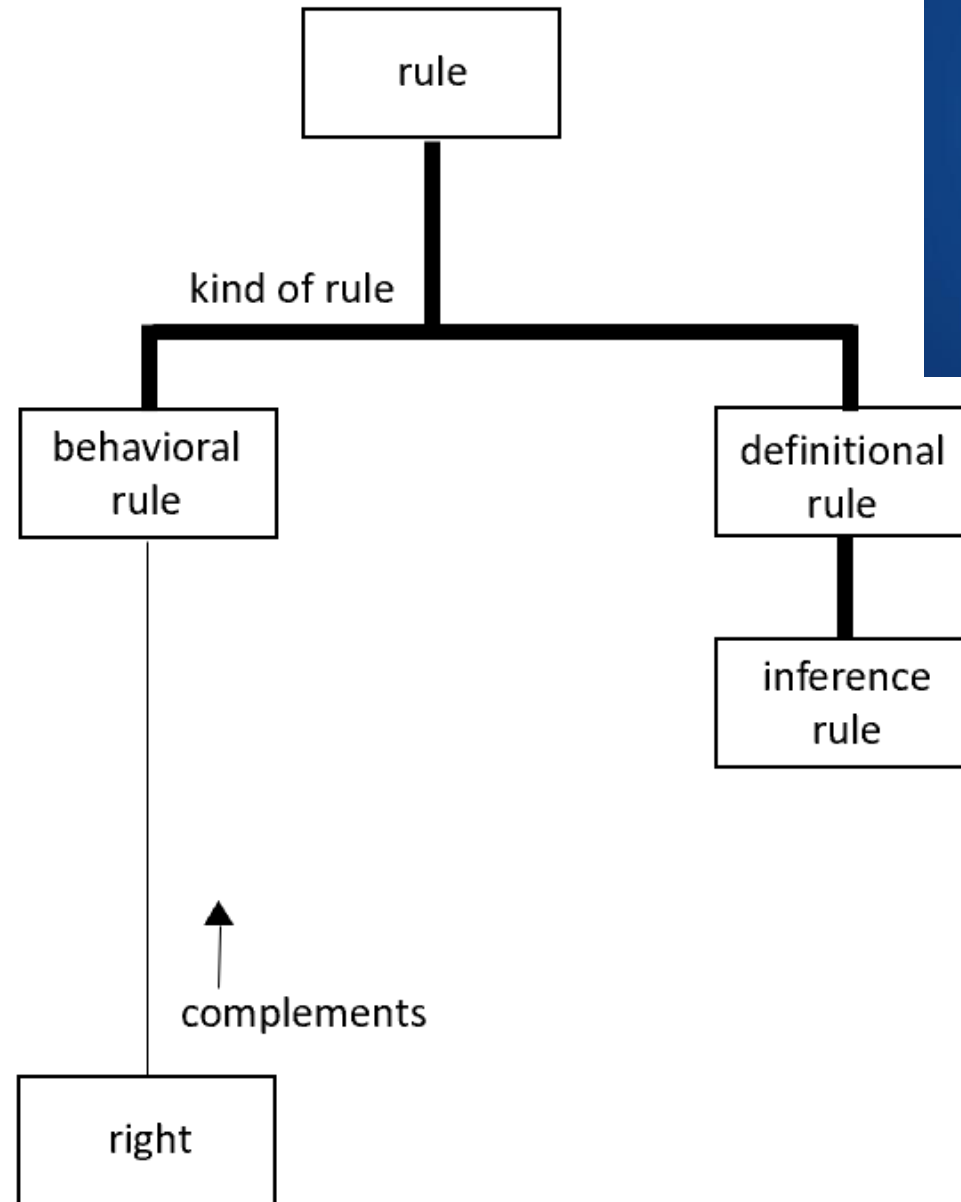 rule
kind of rule
behavioral
rule
definitional
rule
inference
rule
complements
right